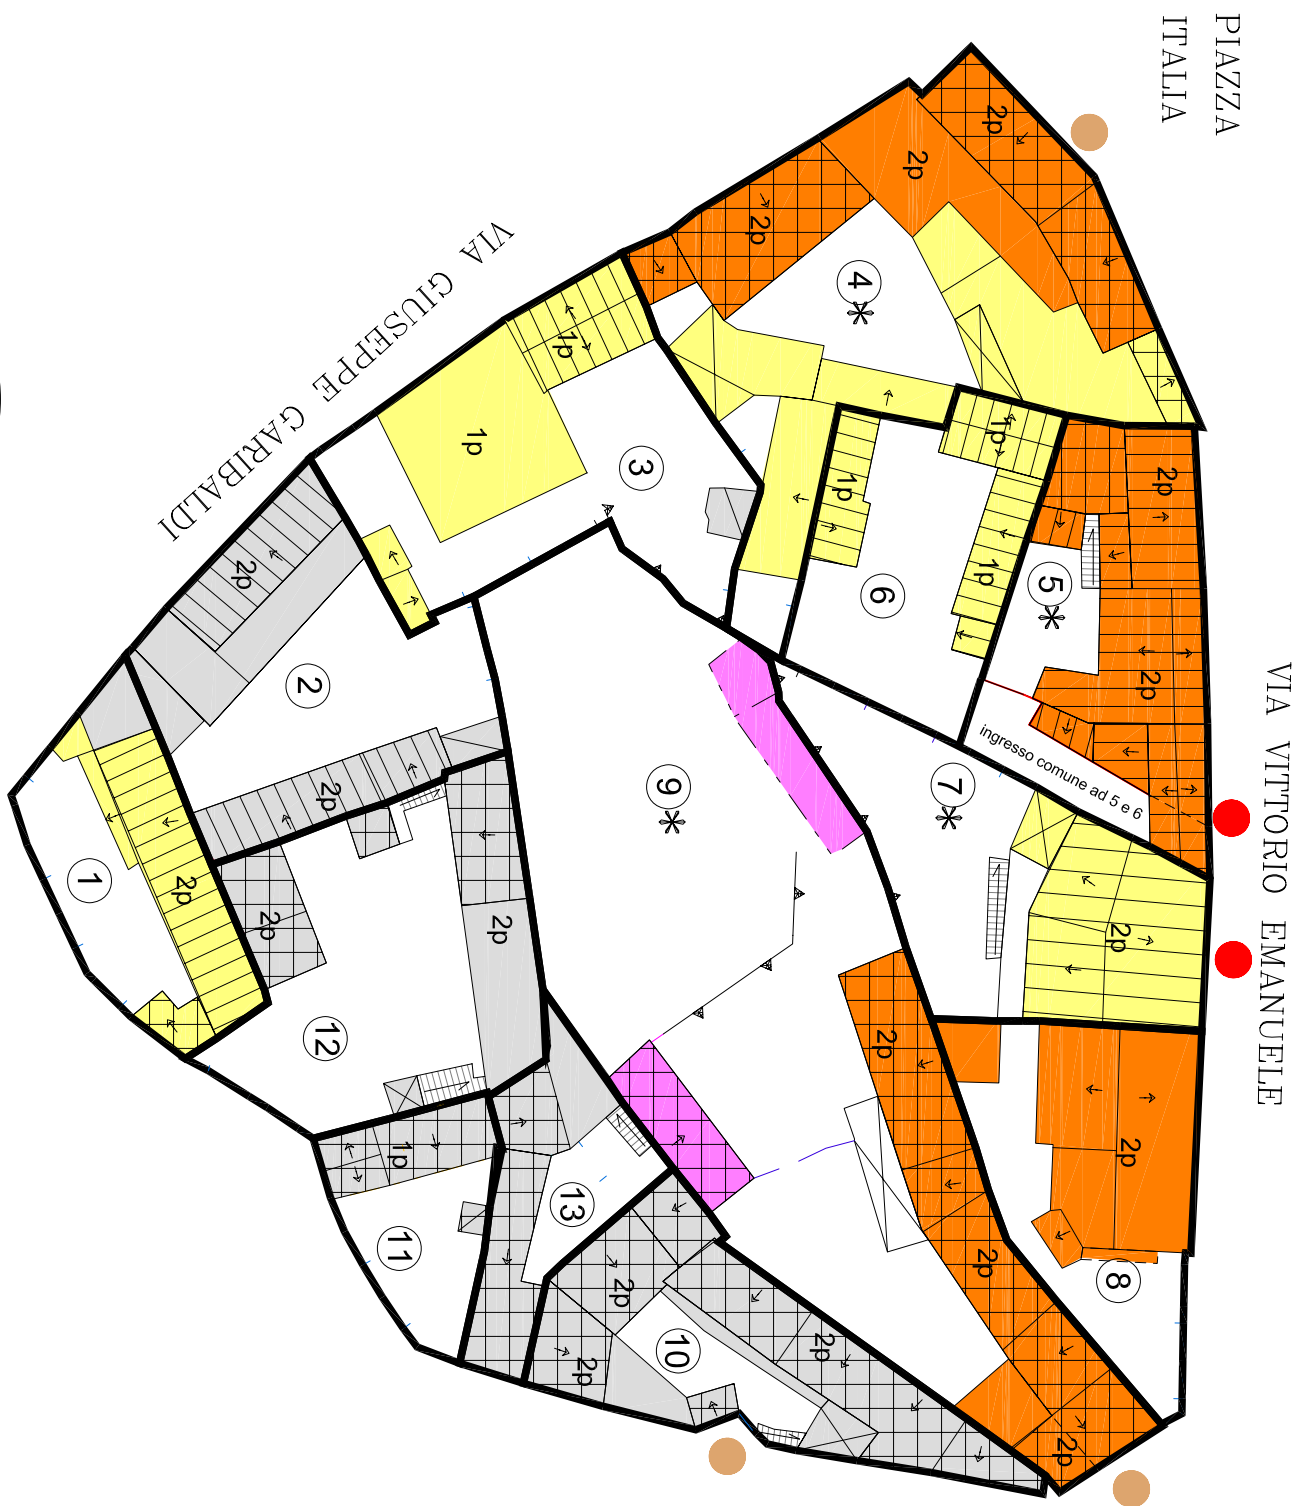 PIAZZA
ITALIA
VIA GIUSEPPE GARIBALDI
VIA VITTORIO EMANUELE
2p
2p
2p
4 *
1p
1p
3
1p
1p
1p
6
2p
5 *
2p
ingresso comune ad 5 e 6
7 *
2p
2p
2
2p
9 *
1
2p
2p
2p
12
2p
2p
8
1p
13
11
2p
2p
10
2p
2p
2p